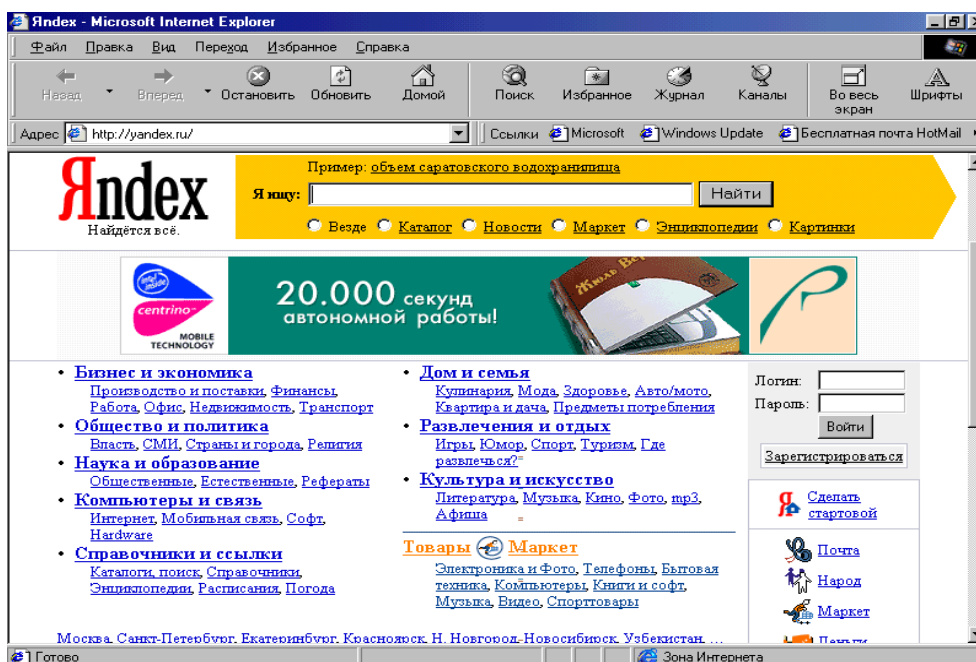 Яndex - Microsoft Internet Explorer
Файл Правка Вид Переход Избранное Справка
Назад Вперед Остановить Обновить Домой Поиск Избранное Журнал Каналы Во весь экран Шрифты
Адрес http://yandex.ru/ Ссылки Microsoft Windows Update Бесплатная почта HotMail
Пример: объем саратовского водохранилища
Яndex
Найдётся всё.
Я ищу: Найти
Везде Каталог Новости Маркет Энциклопедии Картинки
intel inside
centrino
MOBILE
TECHNOLOGY
20.000 секунд
автономной работы!
Жюль Верн
• Бизнес и экономика
Производство и поставки, Финансы,
Работа, Офис, Недвижимость, Транспорт
• Общество и политика
Власть, СМИ, Страны и города, Религия
• Наука и образование
Общественные, Естественные, Рефераты
• Компьютеры и связь
Интернет, Мобильная связь, Софт,
Hardware
• Справочники и ссылки
Каталоги, поиск, Справочники,
Энциклопедии, Расписания, Погода
• Дом и семья
Кулинария, Мода, Здоровье, Авто/мото,
Квартира и дача, Предметы потребления
• Развлечения и отдых
Игры, Юмор, Спорт, Туризм, Где
развлечься?
• Культура и искусство
Литература, Музыка, Кино, Фото, mp3,
Афиша
Товары Маркет
Электроника и Фото, Телефоны, Бытовая
техника, Компьютеры, Книги и софт,
Музыка, Видео, Спорттовары
Логин:
Пароль:
Войти
Зарегистрироваться
Сделать
стартовой
Почта
Народ
Маркет
Деньги
Москва, Санкт-Петербург, Екатеринбург, Красноярск, Н. Новгород, Новосибирск, Узбекистан, ...
Готово Зона Интернета